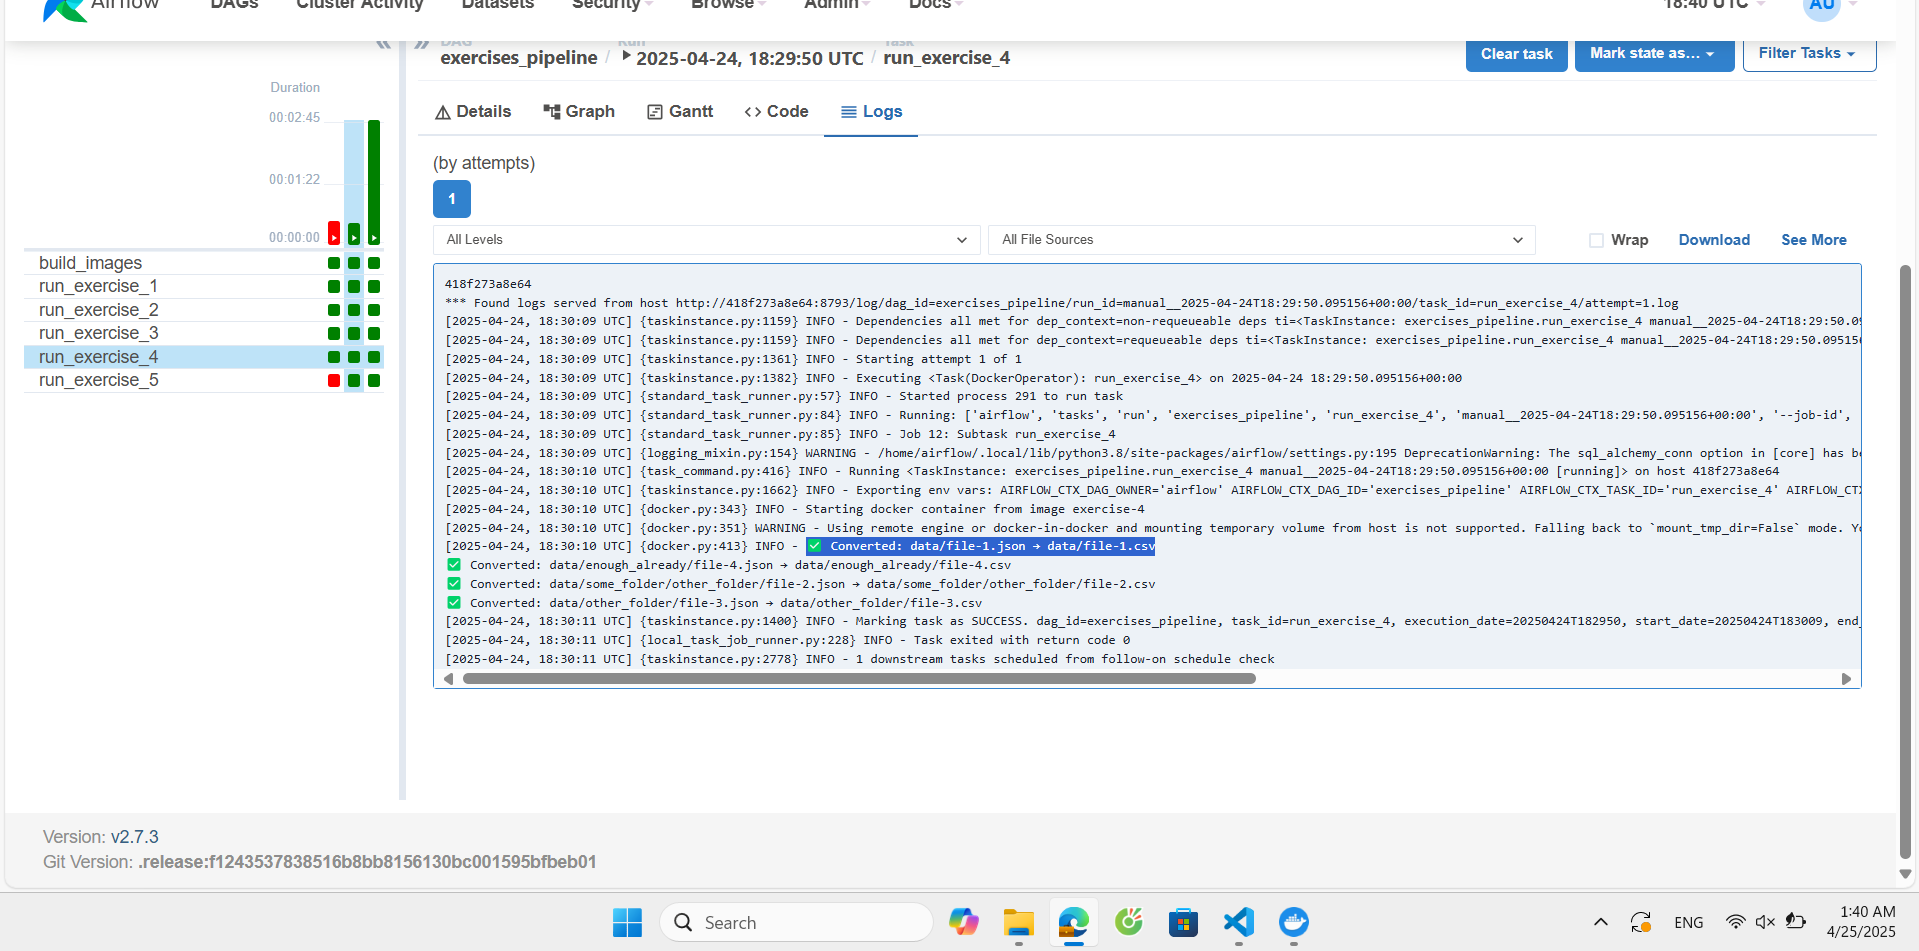 Airflow DAGs Cluster Activity Datasets Security Browse Admin Docs 18:40 UTC AU
DAG Run Task
exercises_pipeline / 2025-04-24, 18:29:50 UTC / run_exercise_4 Clear task Mark state as... Filter Tasks
Details Graph Gantt Code Logs
Duration
00:02:45
00:01:22
00:00:00
build_images
run_exercise_1
run_exercise_2
run_exercise_3
run_exercise_4
run_exercise_5
(by attempts)
1
All Levels All File Sources Wrap Download See More
418f273a8e64
*** Found logs served from host http://418f273a8e64:8793/log/dag_id=exercises_pipeline/run_id=manual__2025-04-24T18:29:50.095156+00:00/task_id=run_exercise_4/attempt=1.log
[2025-04-24, 18:30:09 UTC] {taskinstance.py:1159} INFO - Dependencies all met for dep_context=non-requeueable deps ti=<TaskInstance: exercises_pipeline.run_exercise_4 manual__2025-04-24T18:29:50.09
[2025-04-24, 18:30:09 UTC] {taskinstance.py:1159} INFO - Dependencies all met for dep_context=requeueable deps ti=<TaskInstance: exercises_pipeline.run_exercise_4 manual__2025-04-24T18:29:50.095156
[2025-04-24, 18:30:09 UTC] {taskinstance.py:1361} INFO - Starting attempt 1 of 1
[2025-04-24, 18:30:09 UTC] {taskinstance.py:1382} INFO - Executing <Task(DockerOperator): run_exercise_4> on 2025-04-24 18:29:50.095156+00:00
[2025-04-24, 18:30:09 UTC] {standard_task_runner.py:57} INFO - Started process 291 to run task
[2025-04-24, 18:30:09 UTC] {standard_task_runner.py:84} INFO - Running: ['airflow', 'tasks', 'run', 'exercises_pipeline', 'run_exercise_4', 'manual__2025-04-24T18:29:50.095156+00:00', '--job-id',
[2025-04-24, 18:30:09 UTC] {standard_task_runner.py:85} INFO - Job 12: Subtask run_exercise_4
[2025-04-24, 18:30:09 UTC] {logging_mixin.py:154} WARNING - /home/airflow/.local/lib/python3.8/site-packages/airflow/settings.py:195 DeprecationWarning: The sql_alchemy_conn option in [core] has be
[2025-04-24, 18:30:10 UTC] {task_command.py:416} INFO - Running <TaskInstance: exercises_pipeline.run_exercise_4 manual__2025-04-24T18:29:50.095156+00:00 [running]> on host 418f273a8e64
[2025-04-24, 18:30:10 UTC] {taskinstance.py:1662} INFO - Exporting env vars: AIRFLOW_CTX_DAG_OWNER='airflow' AIRFLOW_CTX_DAG_ID='exercises_pipeline' AIRFLOW_CTX_TASK_ID='run_exercise_4' AIRFLOW_CTX
[2025-04-24, 18:30:10 UTC] {docker.py:343} INFO - Starting docker container from image exercise-4
[2025-04-24, 18:30:10 UTC] {docker.py:351} WARNING - Using remote engine or docker-in-docker and mounting temporary volume from host is not supported. Falling back to `mount_tmp_dir=False` mode. Yo
[2025-04-24, 18:30:10 UTC] {docker.py:413} INFO - ✅ Converted: data/file-1.json → data/file-1.csv
✅ Converted: data/enough_already/file-4.json → data/enough_already/file-4.csv
✅ Converted: data/some_folder/other_folder/file-2.json → data/some_folder/other_folder/file-2.csv
✅ Converted: data/other_folder/file-3.json → data/other_folder/file-3.csv
[2025-04-24, 18:30:11 UTC] {taskinstance.py:1400} INFO - Marking task as SUCCESS. dag_id=exercises_pipeline, task_id=run_exercise_4, execution_date=20250424T182950, start_date=20250424T183009, end_
[2025-04-24, 18:30:11 UTC] {local_task_job_runner.py:228} INFO - Task exited with return code 0
[2025-04-24, 18:30:11 UTC] {taskinstance.py:2778} INFO - 1 downstream tasks scheduled from follow-on schedule check
Version: v2.7.3
Git Version: .release:f1243537838516b8bb8156130bc001595bfbeb01
Search ENG 1:40 AM
4/25/2025